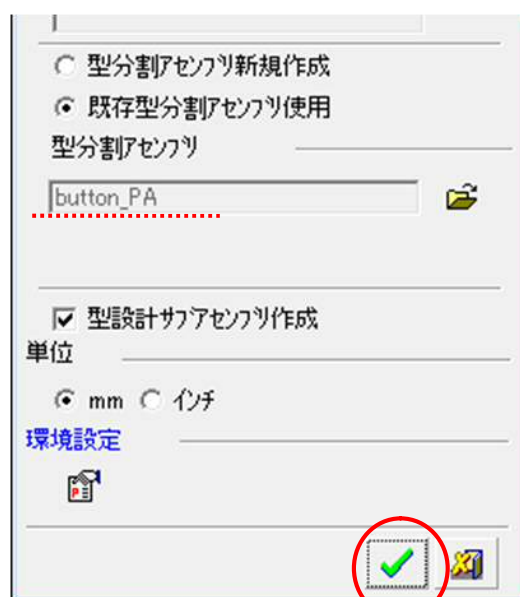 型分割アセンブリ新規作成
既存型分割アセンブリ使用
型分割アセンブリ
button_PA
型設計サブアセンブリ作成
単位
mm インチ
環境設定